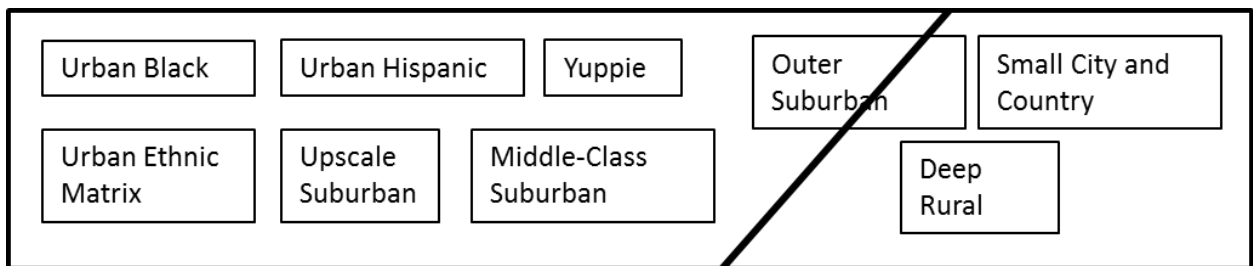 Urban Black
Urban Hispanic
Yuppie
Outer
Suburban
Small City and
Country
Urban Ethnic
Matrix
Upscale
Suburban
Middle-Class
Suburban
Deep
Rural